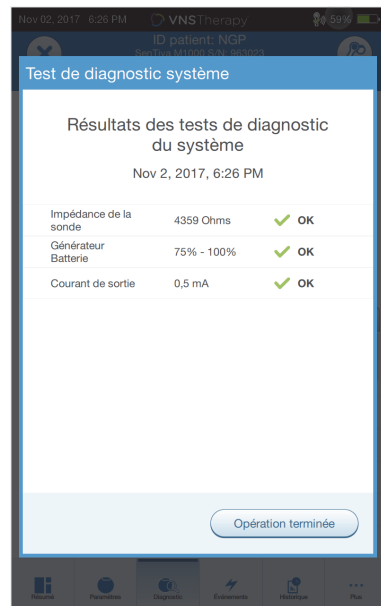 Nov 02, 2017 6:26 PM VNSTherapy 59%
ID patient: NGP
SenTiva M1000 S/N: 963023
Test de diagnostic système
Résultats des tests de diagnostic
du système
Nov 2, 2017, 6:26 PM
Impédance de la
sonde
4359 Ohms
OK
Générateur
Batterie
75% - 100%
OK
Courant de sortie
0,5 mA
OK
Opération terminée
Résumé Paramètres Diagnostic Événements Historique Plus